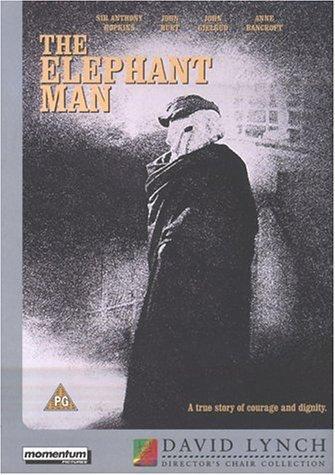 SIR ANTHONY HOPKINS
JOHN HURT
JOHN GIELGUD
ANNE BANCROFT
THE
ELEPHANT
MAN
PG
A true story of courage and dignity.
momentum
PICTURES
DAVID LYNCH
DIRECTOR'S CHAIR COLLECTION